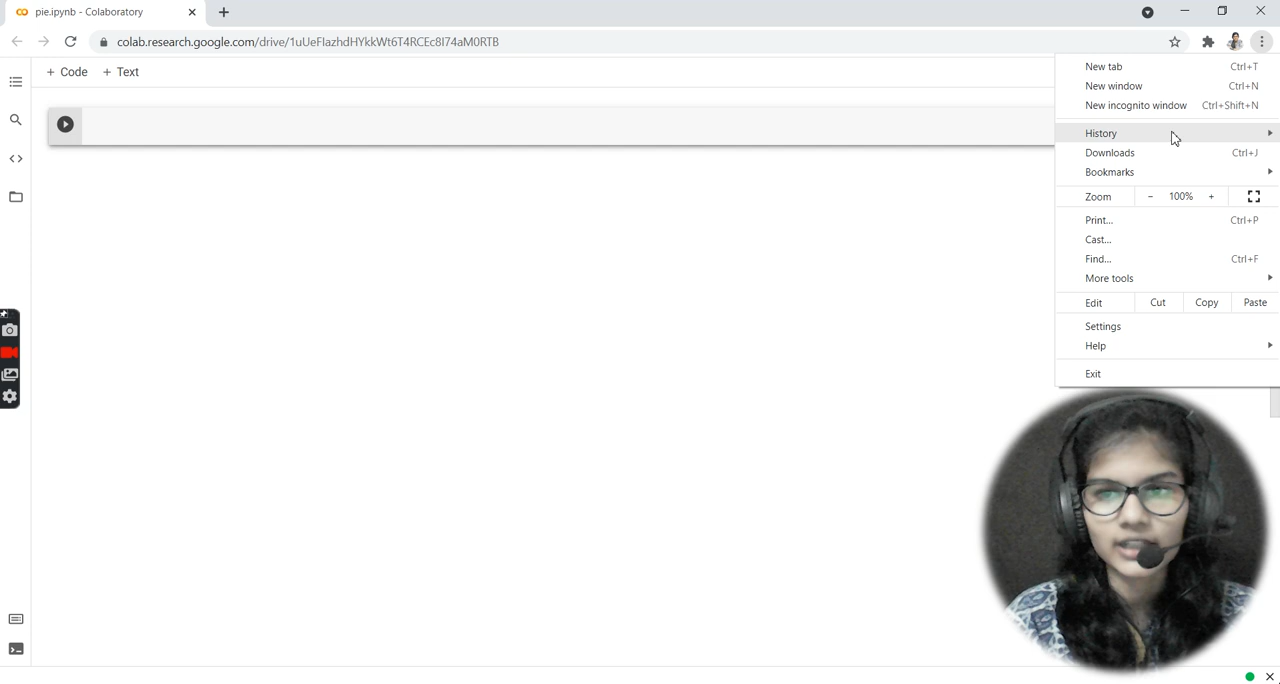 pie.ipynb - Colaboratory
colab.research.google.com/drive/1uUeFlazhdHYkkWt6T4RCEc8I74aM0RTB
+ Code + Text
New tab Ctrl+T
New window Ctrl+N
New incognito window Ctrl+Shift+N
History
Downloads Ctrl+J
Bookmarks
Zoom - 100% +
Print... Ctrl+P
Cast...
Find... Ctrl+F
More tools
Edit Cut Copy Paste
Settings
Help
Exit